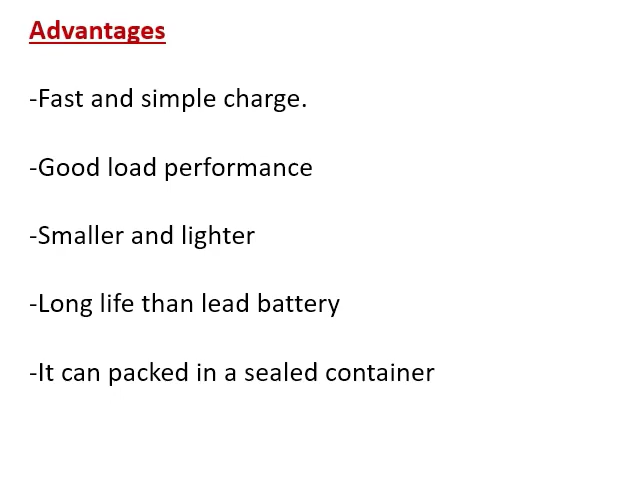 Advantages
-Fast and simple charge.
-Good load performance
-Smaller and lighter
-Long life than lead battery
-It can packed in a sealed container